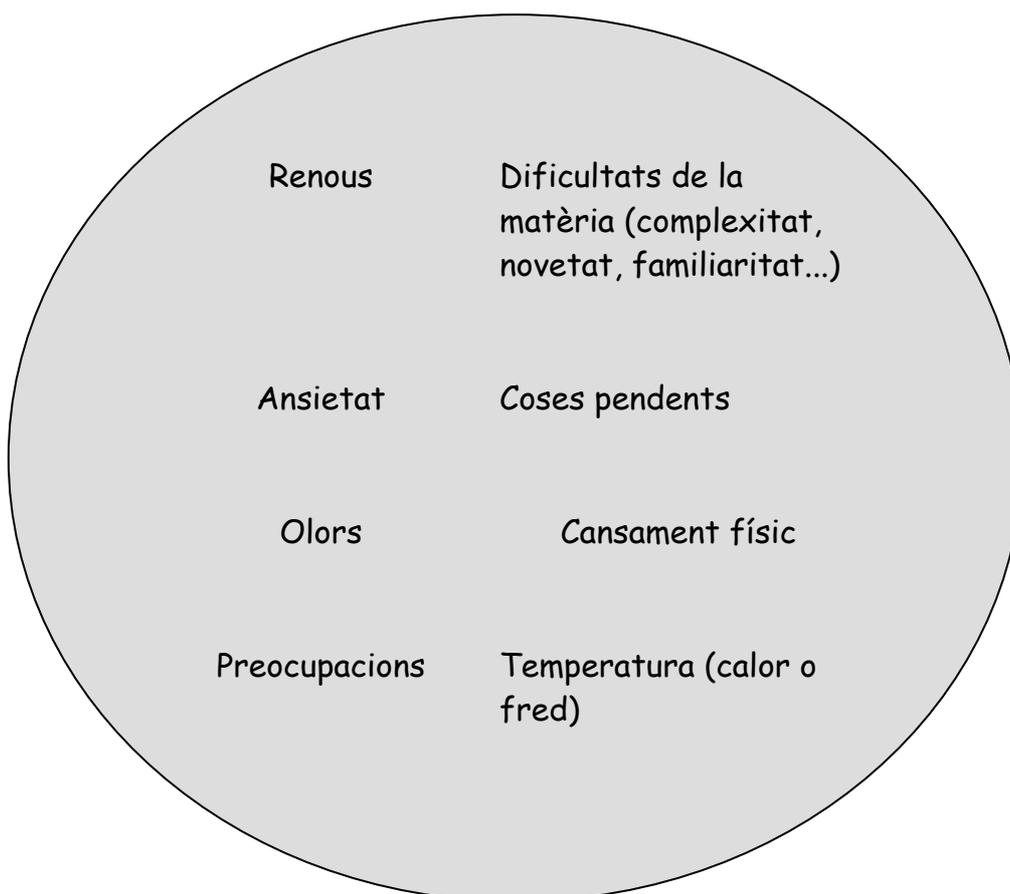 Renous
Dificultats de la
matèria (complexitat,
novetat, familiaritat...)
Ansietat
Coses pendents
Olors
Cansament físic
Preocupacions
Temperatura (calor o
fred)